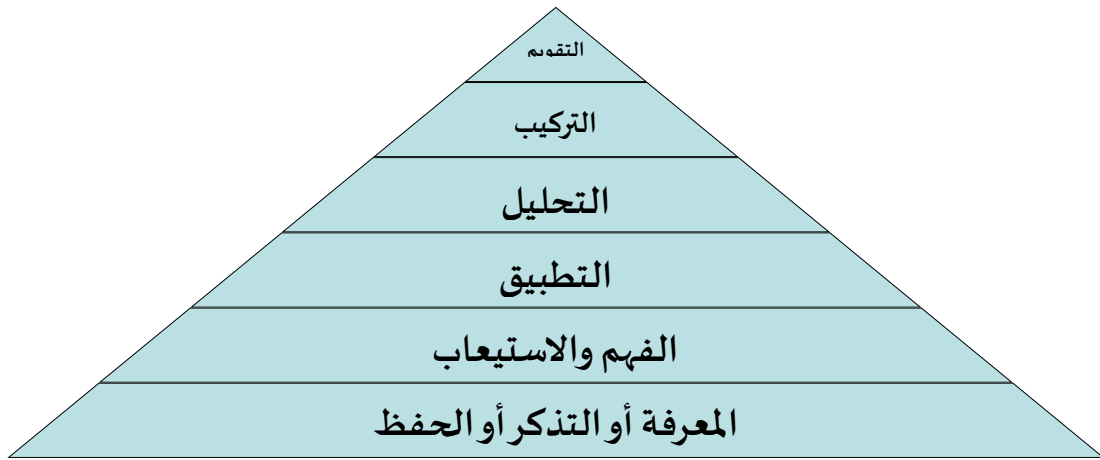 التقويم
التركيب
التحليل
التطبيق
الفهم والاستيعاب
المعرفة أو التذكر أو الحفظ